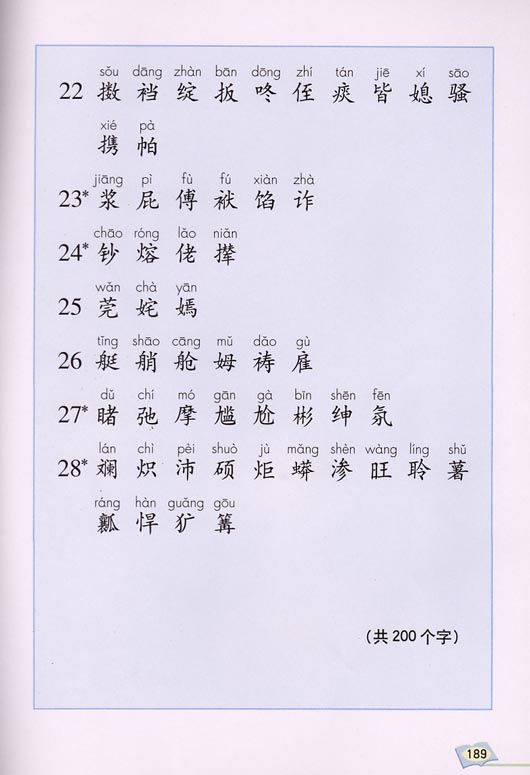 sǒu dāng zhàn bān dōng zhí tán jiē xí sāo
22 擞 裆 绽 扳 咚 侄 痰 皆 媳 骚
xié pà
携 帕
jiāng pì fù fú xiàn zhà
23* 浆 屁 傅 袱 馅 诈
chāo róng lǎo niǎn
24* 钞 熔 佬 撵
wǎn chà yān
25 莞 姹 嫣
tǐng shāo cāng mǔ dǎo gù
26 艇 艄 舱 姆 祷 雇
dǔ chí mó gān gà bīn shēn fēn
27* 睹 弛 摩 尴 尬 彬 绅 氛
lán chì pèi shuò jù mǎng shèn wàng líng shǔ
28* 斓 炽 沛 硕 炬 蟒 渗 旺 聆 薯
ráng hàn guǎng gōu
瓤 悍 犷 篝
(共200个字)
189